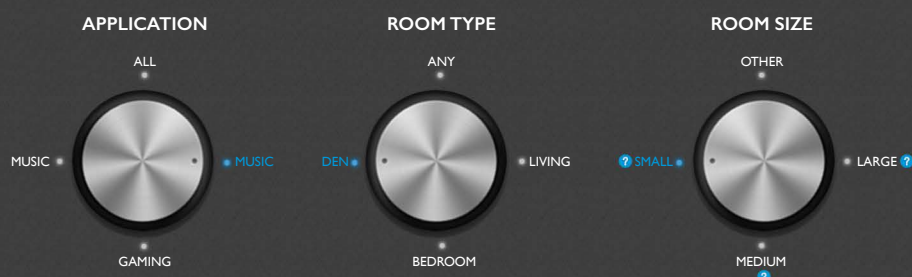 APPLICATION ROOM TYPE ROOM SIZE
ALL ANY OTHER
MUSIC MUSIC DEN LIVING ? SMALL LARGE ?
GAMING BEDROOM MEDIUM
?